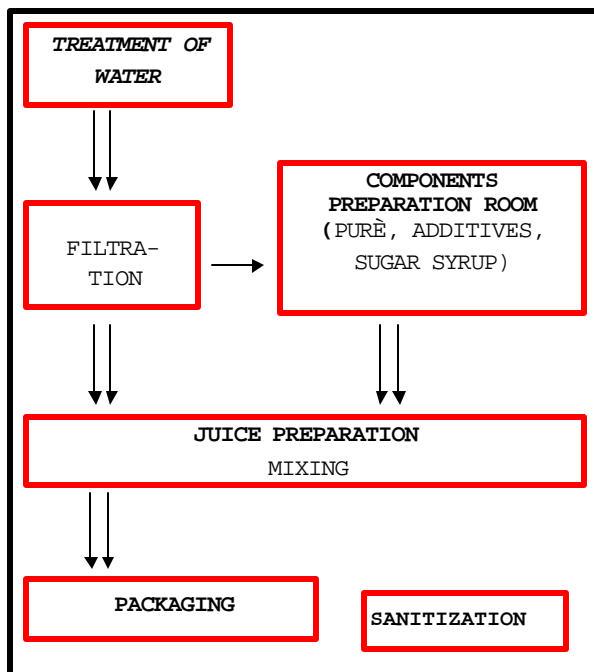 TREATMENT OF
WATER
FILTRA-
TION
COMPONENTS
PREPARATION ROOM
(PURÈ, ADDITIVES,
SUGAR SYRUP)
JUICE PREPARATION
MIXING
PACKAGING
SANITIZATION